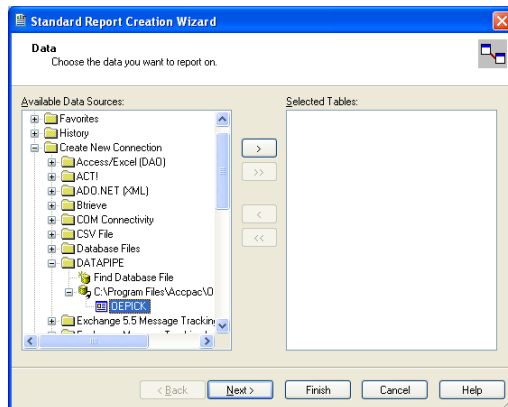 Standard Report Creation Wizard
Data
Choose the data you want to report on.
Available Data Sources:
Selected Tables:
Favorites
History
Create New Connection
Access/Excel (DAO)
ACT!
ADO.NET (XML)
Btrieve
COM Connectivity
CSV File
Database Files
DATAPIPE
Find Database File
C:\Program Files\Accpac\O
OEPICK
Exchange 5.5 Message Tracking
>
>>
<
<<
< Back
Next >
Finish
Cancel
Help